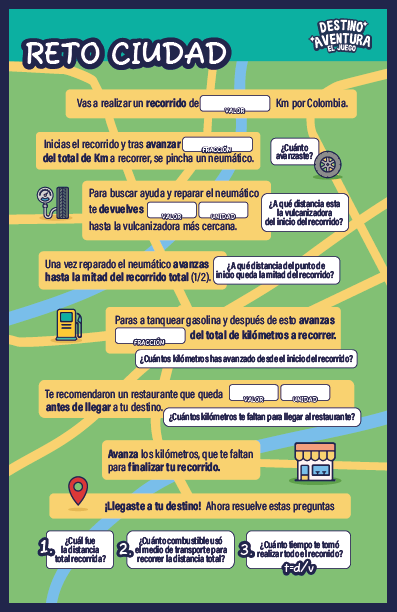 DESTINO
AVENTURA
EL JUEGO
RETO CIUDAD
Vas a realizar un recorrido de Km por Colombia.
VALOR
Inicias el recorrido y tras avanzar
FRACCIÓN
del total de Km a recorrer, se pincha un neumático.
¿Cuánto
avanzaste?
Para buscar ayuda y reparar el neumático
te devuelves
VALOR UNIDAD
hasta la vulcanizadora más cercana.
¿A qué distancia esta
la vulcanizadora
del inicio del recorrido?
Una vez reparado el neumático avanzas
hasta la mitad del recorrido total (1/2).
¿A qué distancia del punto de
inicio queda la mitad del recorrido?
Paras a tanquear gasolina y después de esto avanzas
del total de kilómetros a recorrer.
FRACCIÓN
¿Cuántos kilómetros has avanzado desde el inicio del recorrido?
Te recomendaron un restaurante que queda
VALOR UNIDAD
antes de llegar a tu destino.
¿Cuántos kilómetros te faltan para llegar al restaurante?
Avanza los kilómetros, que te faltan
para finalizar tu recorrido.
¡Llegaste a tu destino! Ahora resuelve estas preguntas
1. ¿Cuál fue
la distancia
total recorrida?
2. ¿Cuánto combustible usó
el medio de transporte para
recorrer la distancia total?
3. ¿Cuánto tiempo te tomó
realizar todo el recorrido?
t=d/v